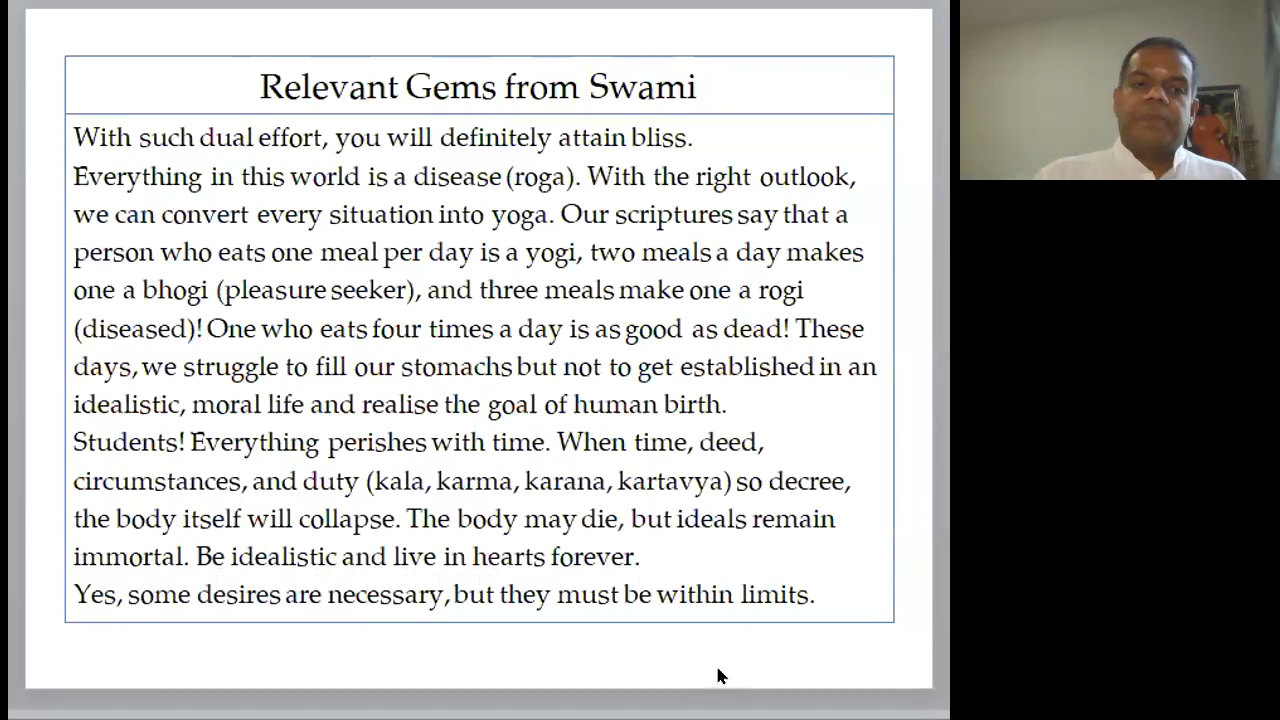 Relevant Gems from Swami
With such dual effort, you will definitely attain bliss.
Everything in this world is a disease (roga). With the right outlook,
we can convert every situation into yoga. Our scriptures say that a
person who eats one meal per day is a yogi, two meals a day makes
one a bhogi (pleasure seeker), and three meals make one a rogi
(diseased)! One who eats four times a day is as good as dead! These
days, we struggle to fill our stomachs but not to get established in an
idealistic, moral life and realise the goal of human birth.
Students! Everything perishes with time. When time, deed,
circumstances, and duty (kala, karma, karana, kartavya) so decree,
the body itself will collapse. The body may die, but ideals remain
immortal. Be idealistic and live in hearts forever.
Yes, some desires are necessary, but they must be within limits.